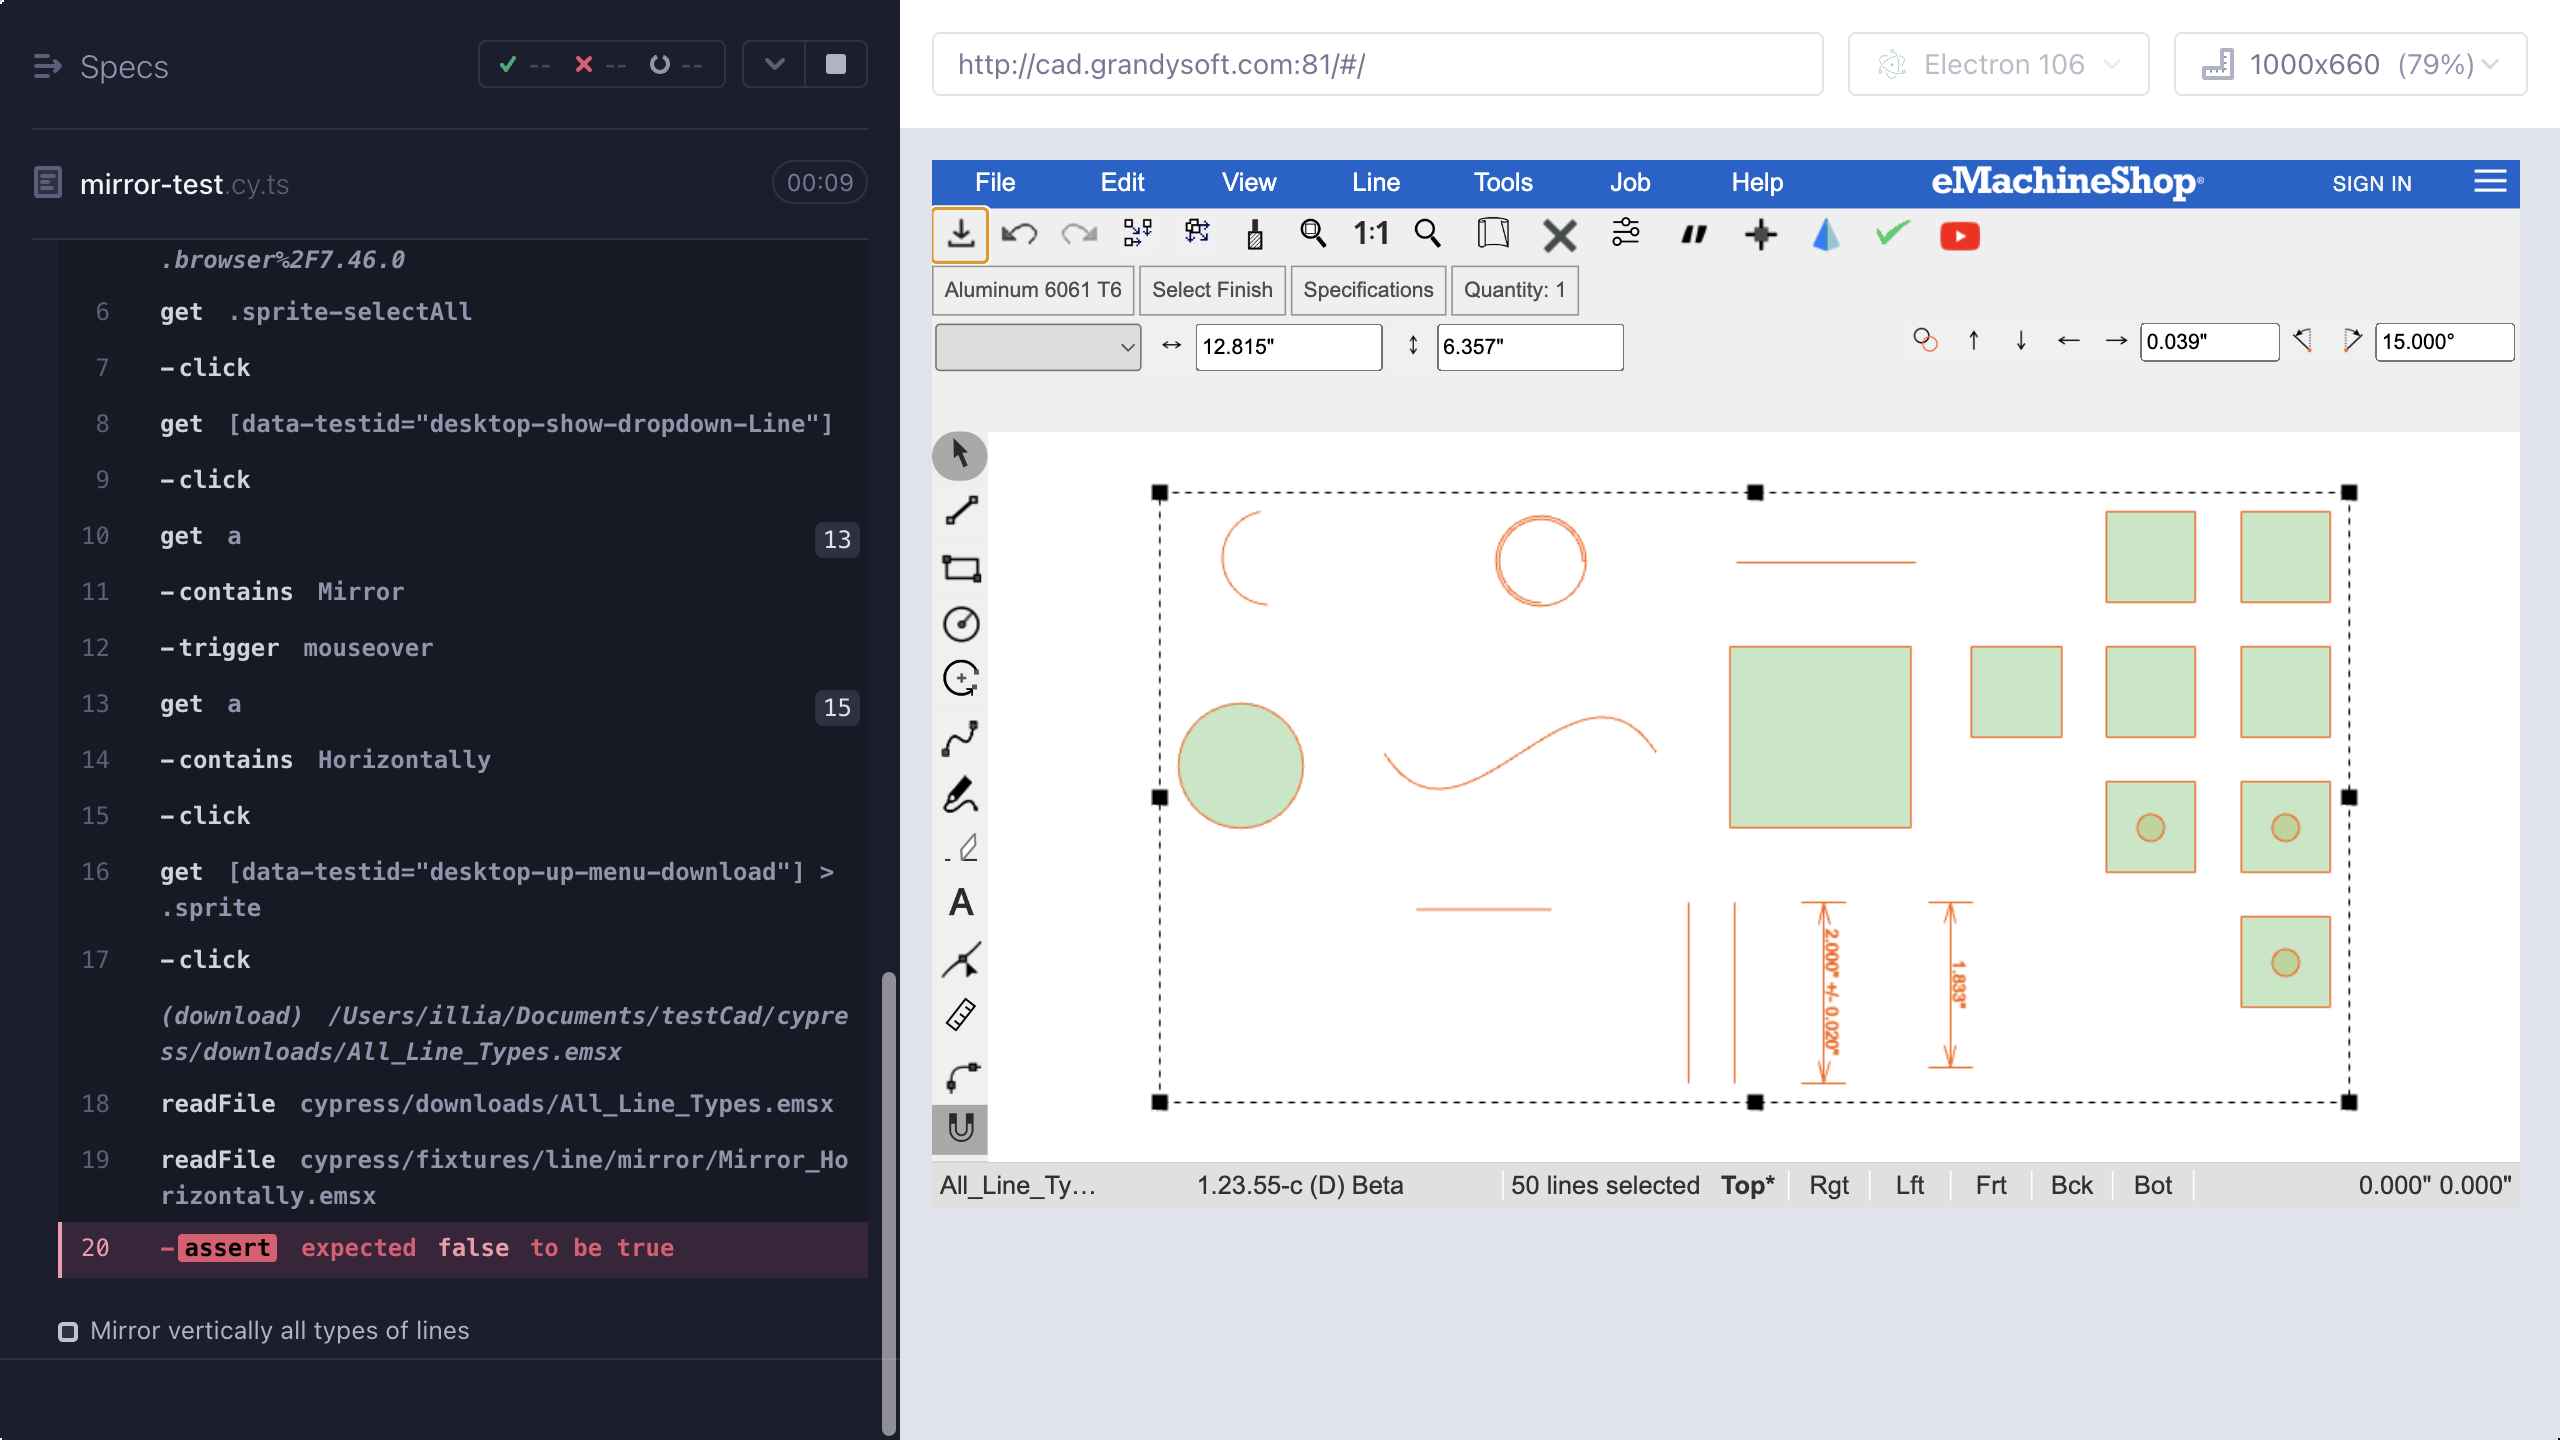 Specs
-- -- --
mirror-test.cy.ts
00:09
.browser%2F7.46.0
6 get .sprite-selectAll
7 -click
8 get [data-testid="desktop-show-dropdown-Line"]
9 -click
10 get a 13
11 -contains Mirror
12 -trigger mouseover
13 get a 15
14 -contains Horizontally
15 -click
16 get [data-testid="desktop-up-menu-download"] >
.sprite
17 -click
(download) /Users/illia/Documents/testCad/cypre
ss/downloads/All_Line_Types.emsx
18 readFile cypress/downloads/All_Line_Types.emsx
19 readFile cypress/fixtures/line/mirror/Mirror_Ho
rizontally.emsx
20 -assert expected false to be true
Mirror vertically all types of lines
http://cad.grandysoft.com:81/#/
Electron 106
1000x660 (79%)
File Edit View Line Tools Job Help
eMachineShop®
SIGN IN
1:1
Aluminum 6061 T6 Select Finish Specifications Quantity: 1
12.815" 6.357" 0.039" 15.000°
A
2.000" +/- 0.020"
1.833"
All_Line_Ty... 1.23.55-c (D) Beta 50 lines selected Top* Rgt Lft Frt Bck Bot 0.000" 0.000"